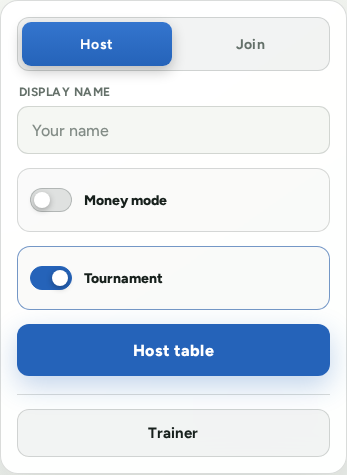 Host Join
DISPLAY NAME
Your name
Money mode
Tournament
Host table
Trainer